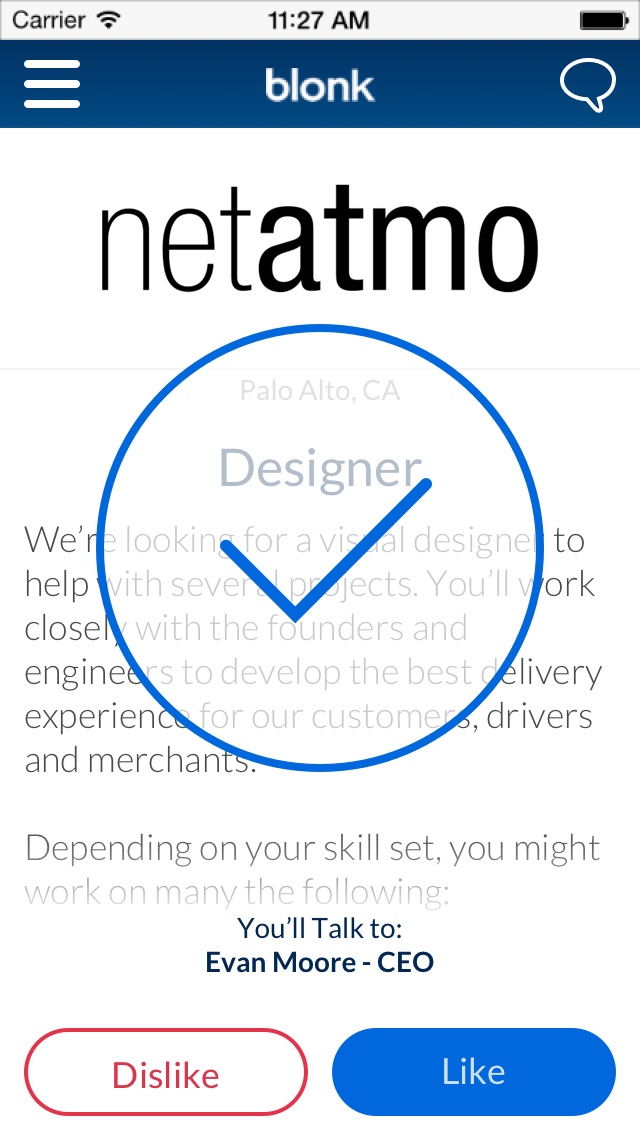 Carrier 11:27 AM
blonk
netatmo
Palo Alto, CA
Designer
We're looking for a visual designer to
help with several projects. You'll work
closely with the founders and
engineers to develop the best delivery
experience for our customers, drivers
and merchants.
Depending on your skill set, you might
work on many the following:
You'll Talk to:
Evan Moore - CEO
Dislike Like